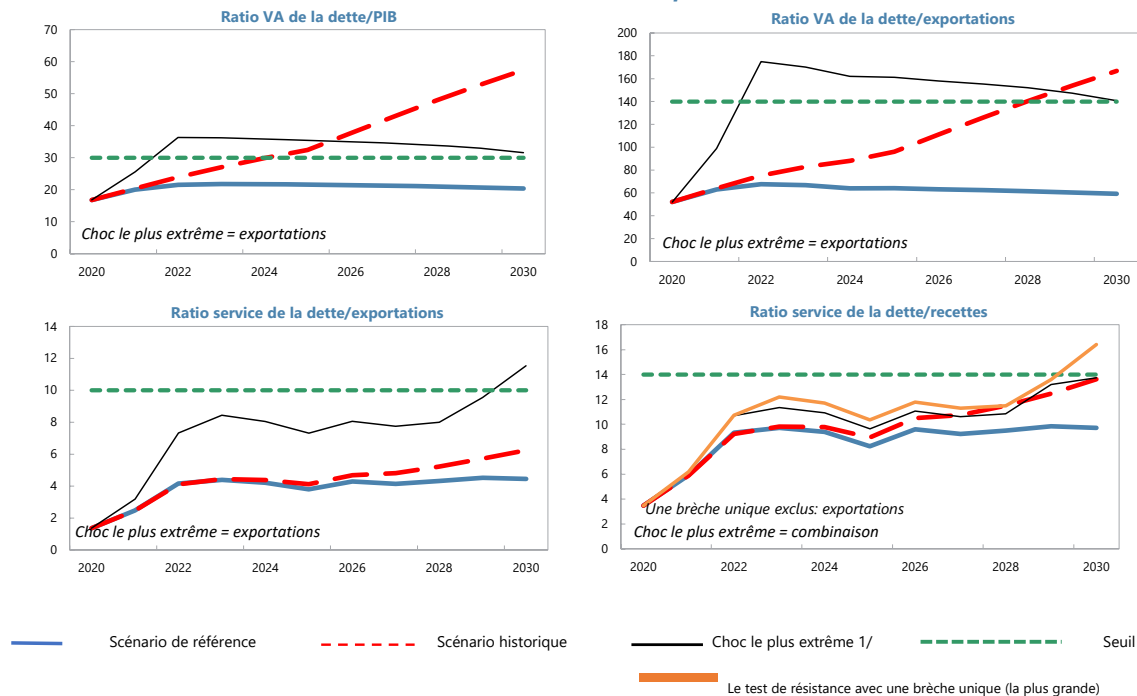 Ratio VA de la dette/PIB
70
60
50
40
30
20
10
0
Choc le plus extrême = exportations
2020 2022 2024 2026 2028 2030
Ratio VA de la dette/exportations
200
180
160
140
120
100
80
60
40
20
0
Choc le plus extrême = exportations
2020 2022 2024 2026 2028 2030
Ratio service de la dette/exportations
14
12
10
8
6
4
2
0
Choc le plus extrême = exportations
2020 2022 2024 2026 2028 2030
Ratio service de la dette/recettes
18
16
14
12
10
8
6
4
2
0
Une brèche unique exclus: exportations
Choc le plus extrême = combinaison
2020 2022 2024 2026 2028 2030
Scénario de référence
Scénario historique
Choc le plus extrême 1/
Seuil
Le test de résistance avec une brèche unique (la plus grande)